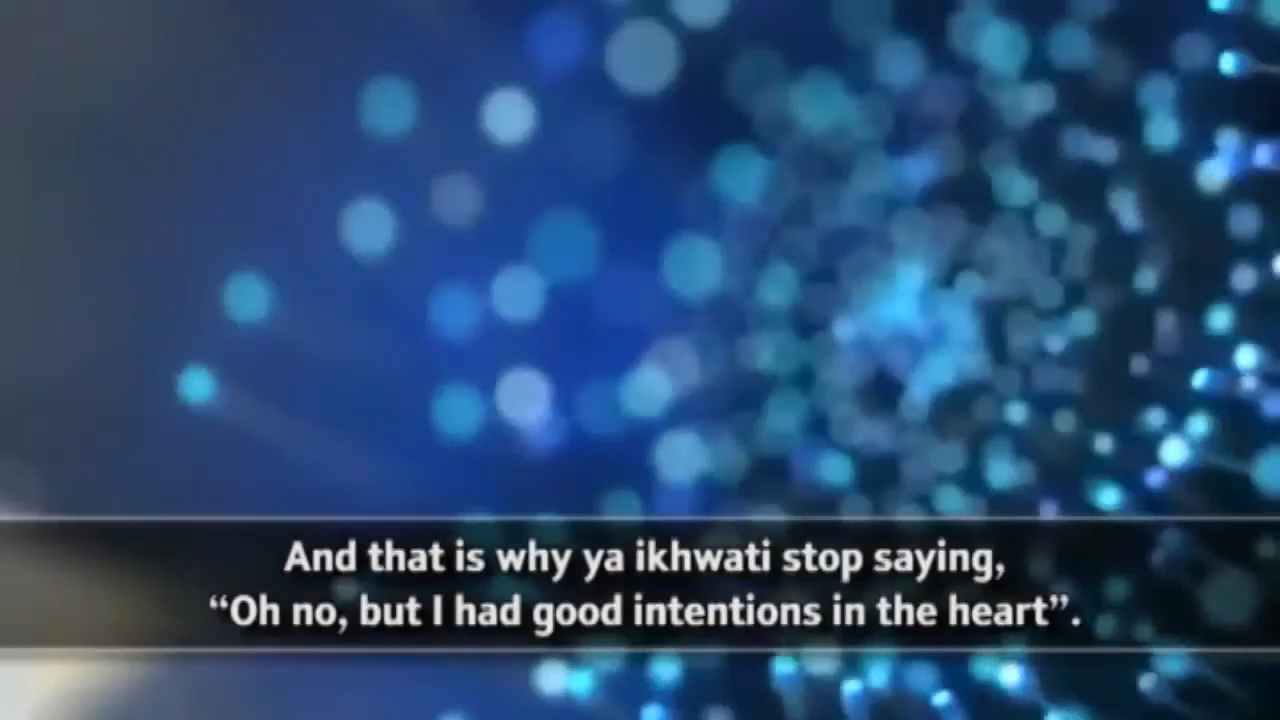 And that is why ya ikhwati stop saying,
“Oh no, but I had good intentions in the heart”.